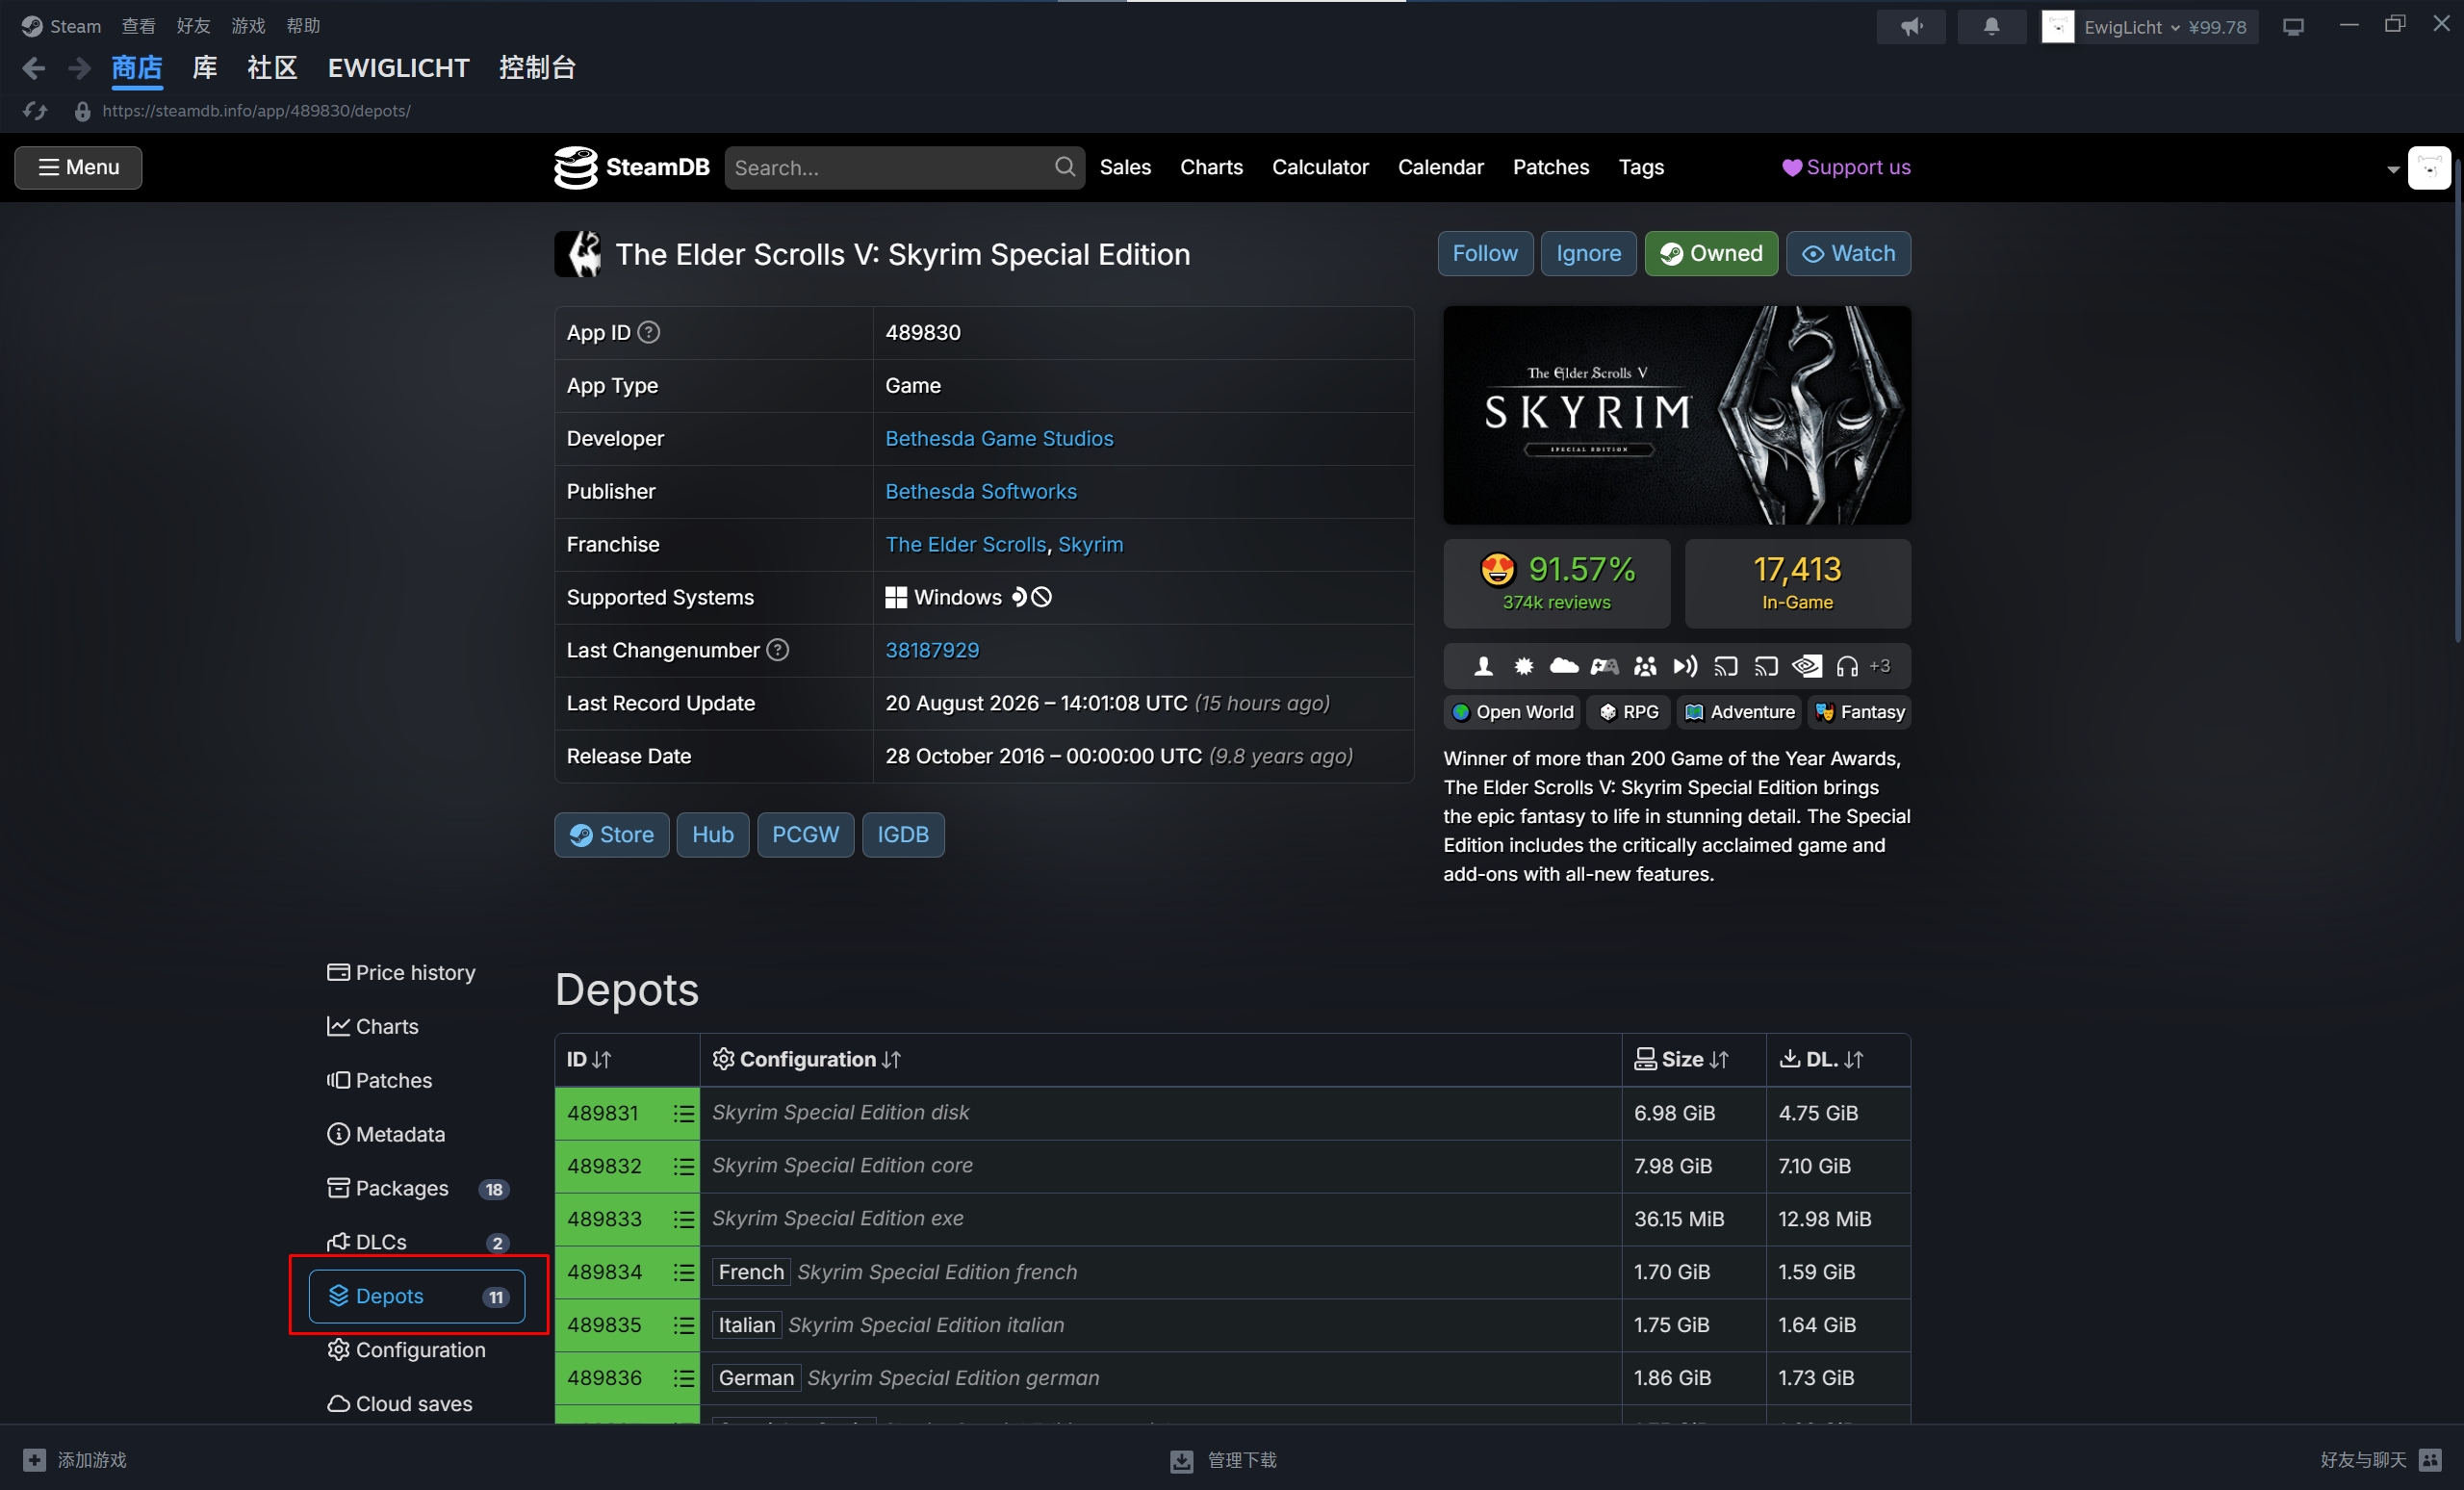 Steam 查看 好友 游戏 帮助
EwigLicht ¥99.78
商店 库 社区 EWIGLICHT 控制台
https://steamdb.info/app/489830/depots/
Menu
SteamDB Search... Sales Charts Calculator Calendar Patches Tags Support us
The Elder Scrolls V: Skyrim Special Edition
Follow Ignore Owned Watch
App ID 489830
App Type Game
Developer Bethesda Game Studios
Publisher Bethesda Softworks
Franchise The Elder Scrolls, Skyrim
Supported Systems Windows
Last Changenumber 38187929
Last Record Update 20 August 2026 – 14:01:08 UTC (15 hours ago)
Release Date 28 October 2016 – 00:00:00 UTC (9.8 years ago)
Store Hub PCGW IGDB
The Elder Scrolls V
SKYRIM
SPECIAL EDITION
91.57%
374k reviews
17,413
In-Game
+3
Open World RPG Adventure Fantasy
Winner of more than 200 Game of the Year Awards,
The Elder Scrolls V: Skyrim Special Edition brings
the epic fantasy to life in stunning detail. The Special
Edition includes the critically acclaimed game and
add-ons with all-new features.
Price history
Charts
Patches
Metadata
Packages 18
DLCs 2
Depots 11
Configuration
Cloud saves
Depots
ID Configuration Size DL.
489831 Skyrim Special Edition disk 6.98 GiB 4.75 GiB
489832 Skyrim Special Edition core 7.98 GiB 7.10 GiB
489833 Skyrim Special Edition exe 36.15 MiB 12.98 MiB
489834 French Skyrim Special Edition french 1.70 GiB 1.59 GiB
489835 Italian Skyrim Special Edition italian 1.75 GiB 1.64 GiB
489836 German Skyrim Special Edition german 1.86 GiB 1.73 GiB
添加游戏
管理下载
好友与聊天